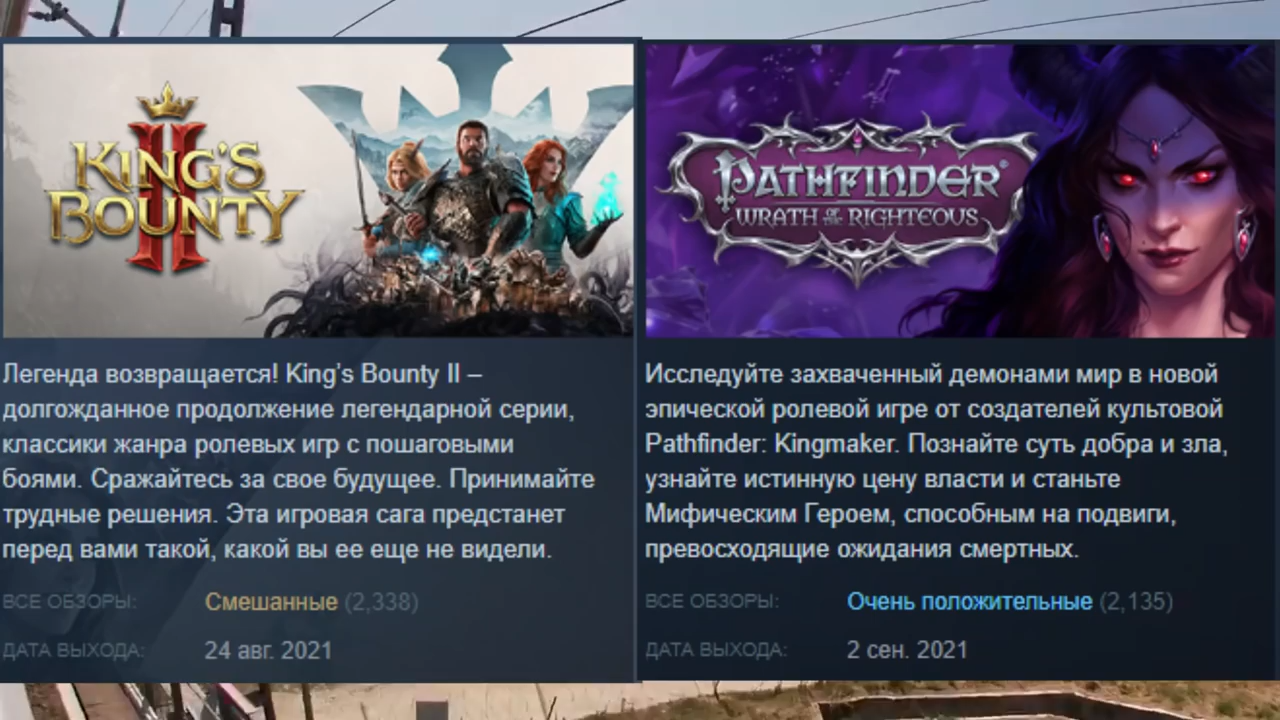 KING'S
II
BOUNTY
Легенда возвращается! King's Bounty II –
долгожданное продолжение легендарной серии,
классики жанра ролевых игр с пошаговыми
боями. Сражайтесь за свое будущее. Принимайте
трудные решения. Эта игровая сага предстанет
перед вами такой, какой вы ее еще не видели.
ВСЕ ОБЗОРЫ: Смешанные (2,338)
ДАТА ВЫХОДА: 24 авг. 2021
PATHFINDER®
WRATH OF THE RIGHTEOUS
Исследуйте захваченный демонами мир в новой
эпической ролевой игре от создателей культовой
Pathfinder: Kingmaker. Познайте суть добра и зла,
узнайте истинную цену власти и станьте
Мифическим Героем, способным на подвиги,
превосходящие ожидания смертных.
ВСЕ ОБЗОРЫ: Очень положительные (2,135)
ДАТА ВЫХОДА: 2 сен. 2021